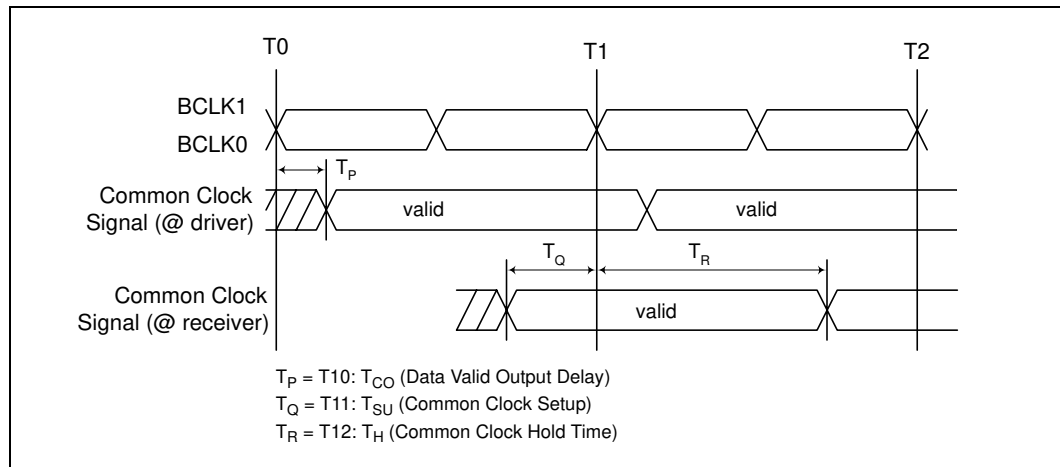 T0 T1 T2
BCLK1
BCLK0
TP
Common Clock
Signal (@ driver)
valid valid
TQ TR
Common Clock
Signal (@ receiver)
valid
TP = T10: TCO (Data Valid Output Delay)
TQ = T11: TSU (Common Clock Setup)
TR = T12: TH (Common Clock Hold Time)